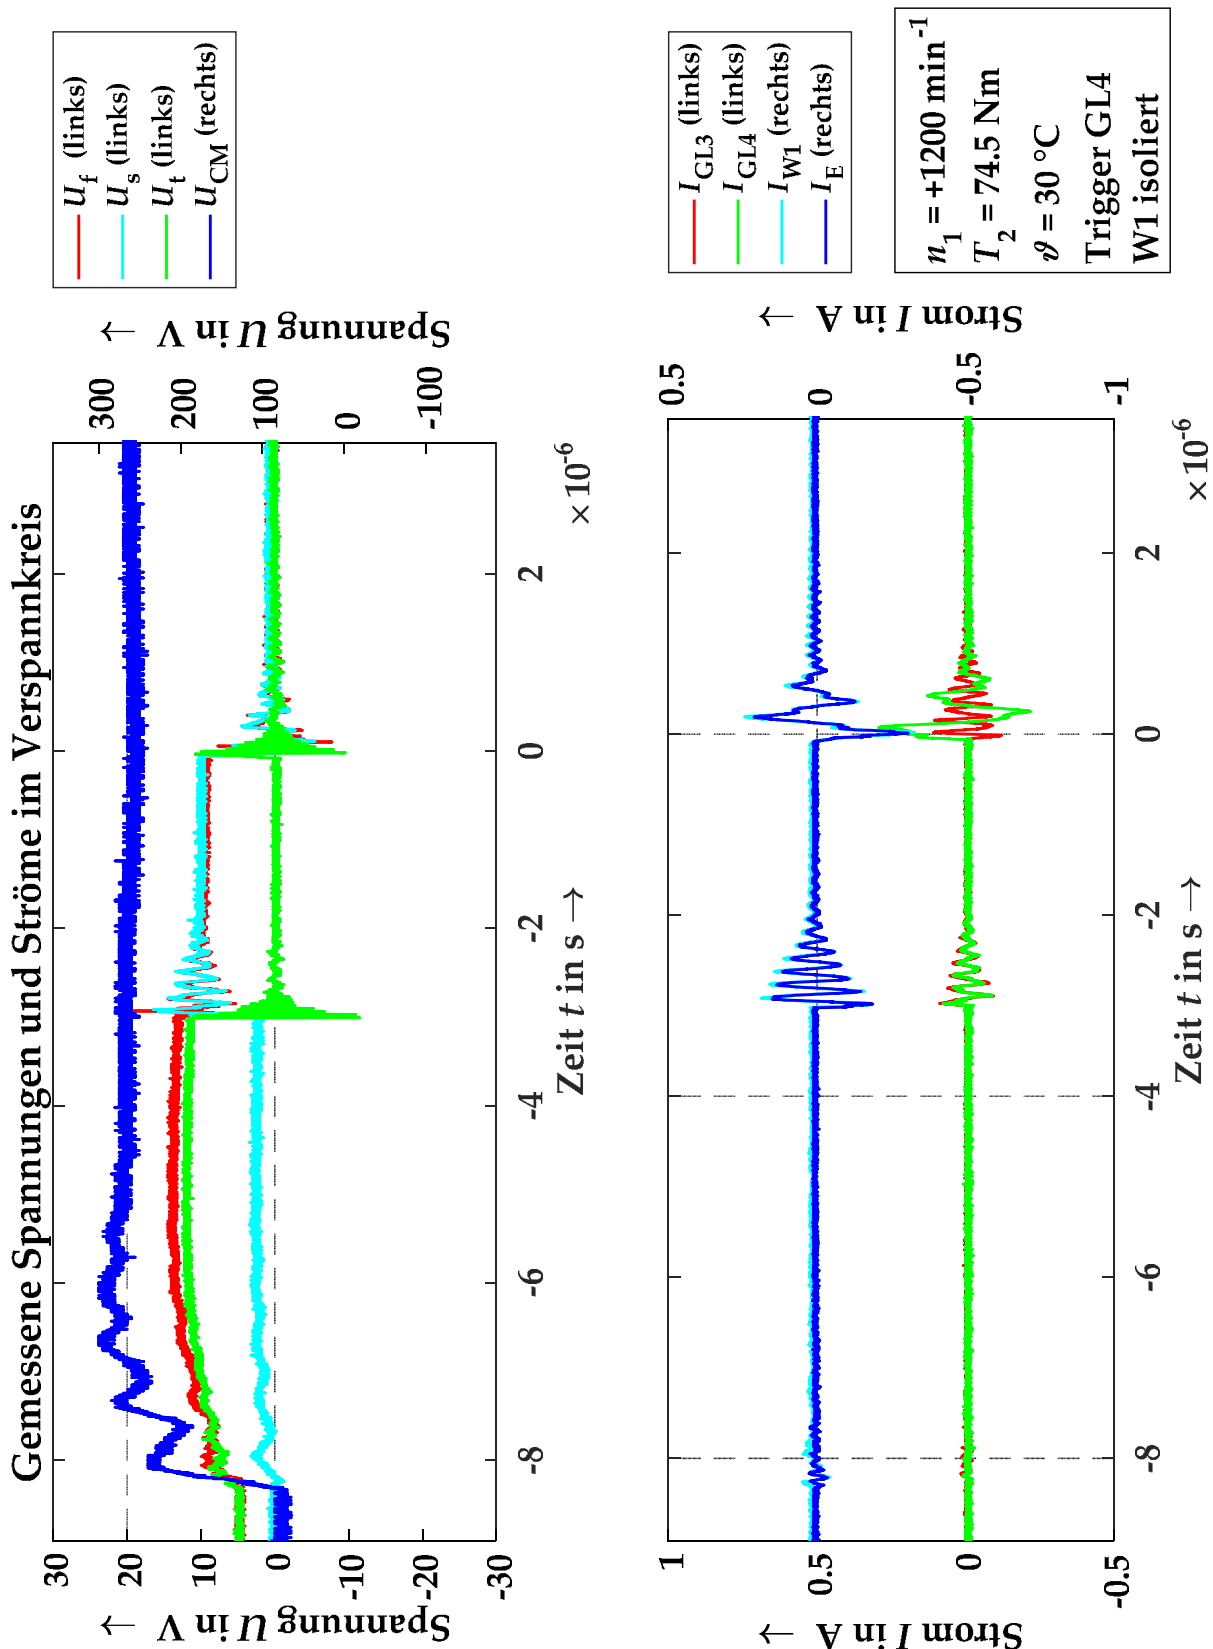 Gemessene Spannungen und Ströme im Verspannkreis
Spannung U in V →
30
20
10
0
-10
-20
-30
-8
-6
-4
-2
0
2
×10⁻⁶
Zeit t in s →
300
200
100
0
-100
Spannung U in V →
U_f (links)
U_s (links)
U_t (links)
U_CM (rechts)
Strom I in A →
1
0.5
0
-0.5
-8
-6
-4
-2
0
2
×10⁻⁶
Zeit t in s →
0.5
0
-0.5
-1
Strom I in A →
I_GL3 (links)
I_GL4 (links)
I_W1 (rechts)
I_E (rechts)
n_1 = +1200 min⁻¹
T_2 = 74.5 Nm
ϑ = 30 °C
Trigger GL4
W1 isoliert